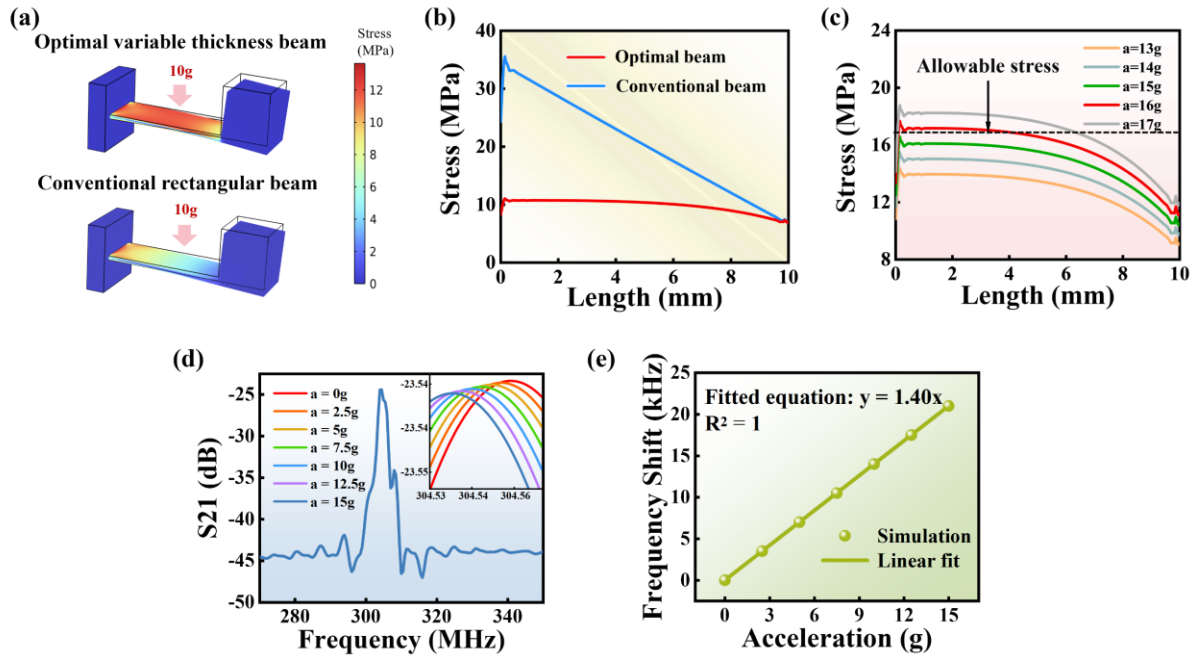 (a)
Optimal variable thickness beam
10g
Conventional rectangular beam
10g
Stress
(MPa)
12
10
8
6
4
2
0
(b)
Stress (MPa)
40
30
20
10
0
Optimal beam
Conventional beam
0 2 4 6 8 10
Length (mm)
(c)
Stress (MPa)
24
20
16
12
8
Allowable stress
a=13g
a=14g
a=15g
a=16g
a=17g
0 2 4 6 8 10
Length (mm)
(d)
S21 (dB)
-25
-30
-35
-40
-45
-50
a = 0g
a = 2.5g
a = 5g
a = 7.5g
a = 10g
a = 12.5g
a = 15g
-23.54
-23.54
-23.55
304.53 304.54 304.56
280 300 320 340
Frequency (MHz)
(e)
Frequency Shift (kHz)
25
20
15
10
5
0
Fitted equation: y = 1.40x
R² = 1
Simulation
Linear fit
0 3 6 9 12 15
Acceleration (g)